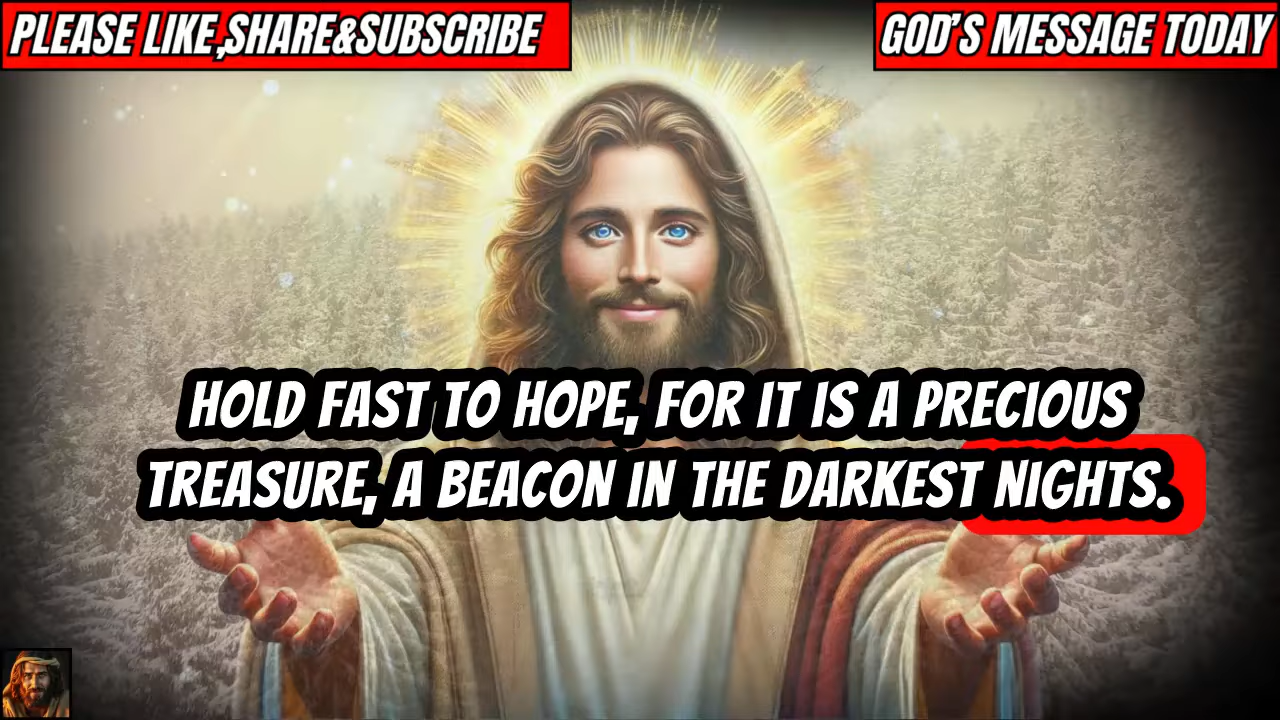 PLEASE LIKE,SHARE&SUBSCRIBE
GOD'S MESSAGE TODAY
HOLD FAST TO HOPE, FOR IT IS A PRECIOUS
TREASURE, A BEACON IN THE DARKEST NIGHTS.